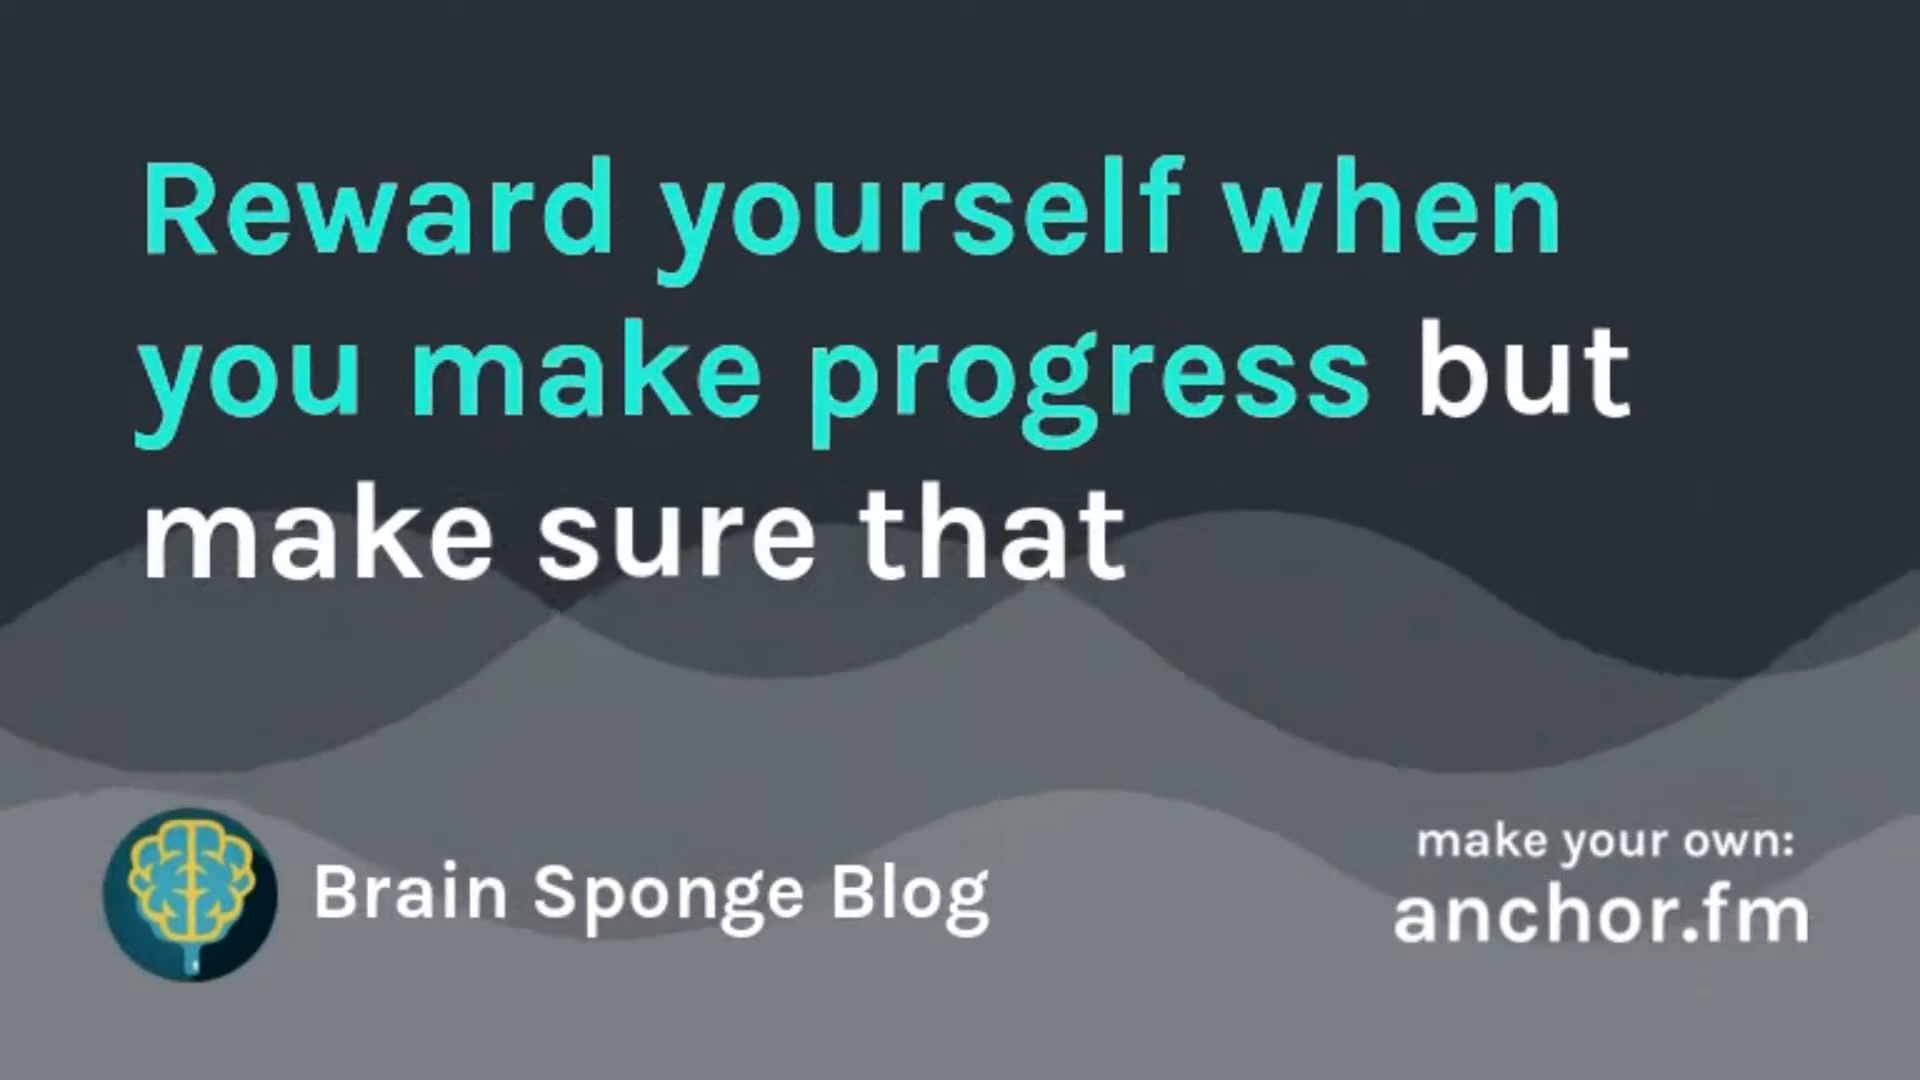 Reward yourself when
you make progress but
make sure that
Brain Sponge Blog
make your own:
anchor.fm